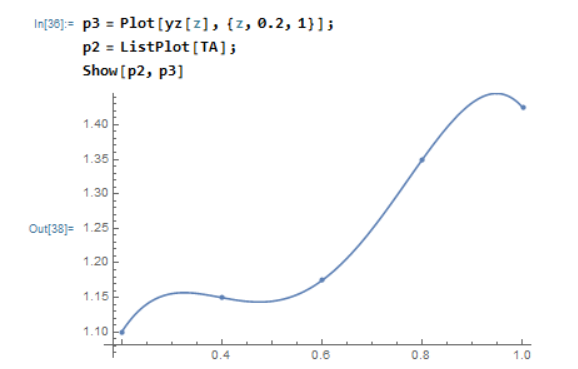 In[36]:= p3 = Plot[yz[z], {z, 0.2, 1}];
p2 = ListPlot[TA];
Show[p2, p3]
1.40
1.35
1.30
Out[38]= 1.25
1.20
1.15
1.10
0.4 0.6 0.8 1.0